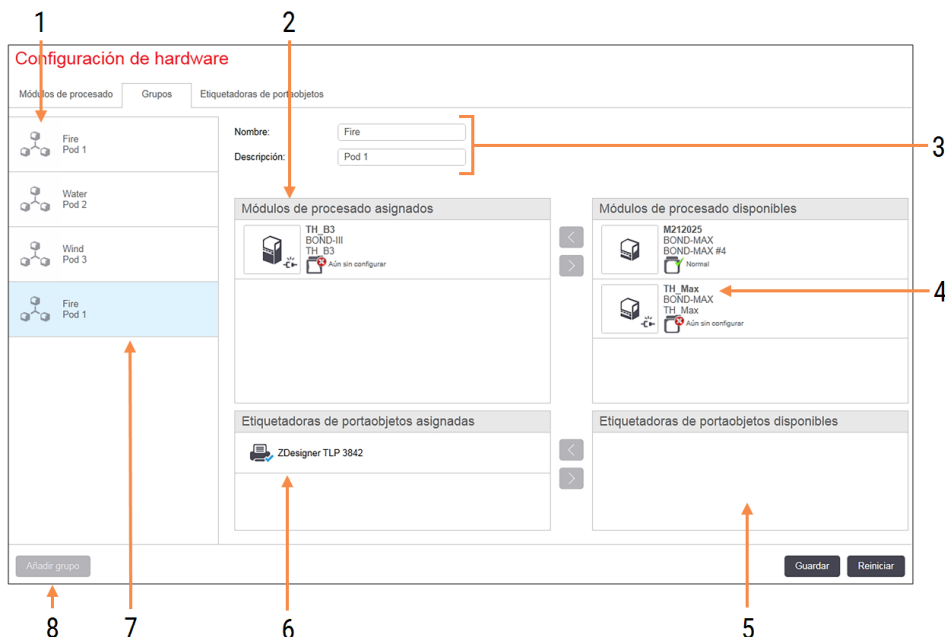 1
2
Configuración de hardware
Módulos de procesado
Grupos
Etiquetadoras de portaobjetos
Fire
Pod 1
Water
Pod 2
Wind
Pod 3
Fire
Pod 1
Nombre:
Fire
Descripción:
Pod 1
3
Módulos de procesado asignados
TH_B3
BOND-III
TH_B3
Aún sin configurar
<
>
Módulos de procesado disponibles
M212025
BOND-MAX
BOND-MAX #4
Normal
TH_Max
BOND-MAX
TH_Max
Aún sin configurar
4
Etiquetadoras de portaobjetos asignadas
ZDesigner TLP 3842
<
>
Etiquetadoras de portaobjetos disponibles
Añadir grupo
Guardar
Reiniciar
8
7
6
5